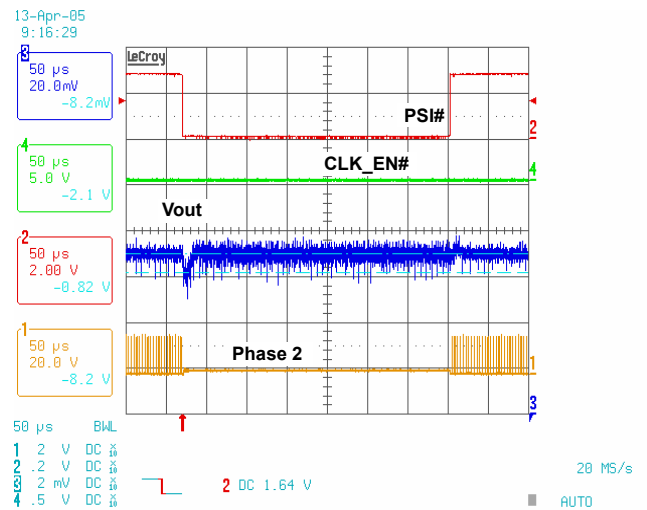 13-Apr-05
9:16:29
3
50 µs
20.0mV
-8.2mV
4
50 µs
5.0 V
-2.1 V
2
50 µs
2.00 V
-0.82 V
1
50 µs
20.0 V
-8.2 V
LeCroy
PSI#
2
CLK_EN#
4
Vout
Phase 2
1
3
50 µs BWL
1 2 V DC X10
2 .2 V DC X10
3 2 mV DC X10
4 .5 V DC X10
2 DC 1.64 V
20 MS/s
AUTO